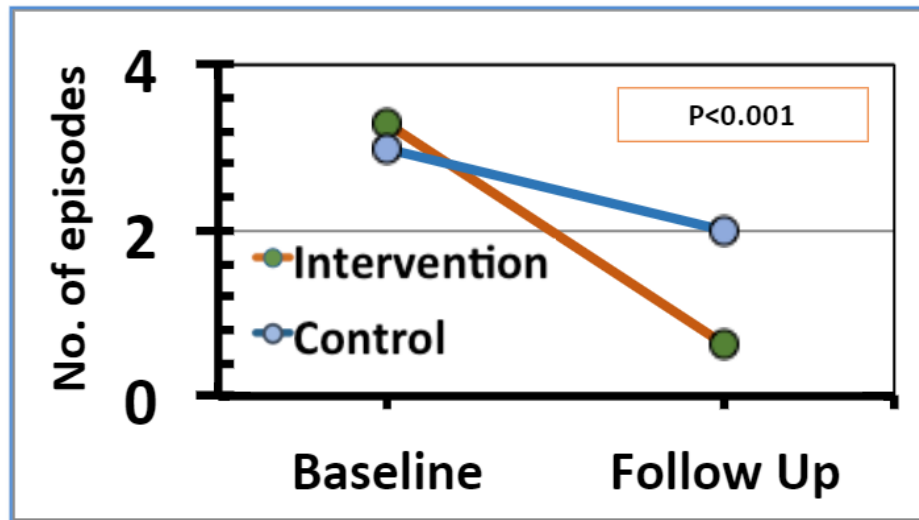 No. of episodes
4
2
0
P<0.001
Intervention
Control
Baseline
Follow Up